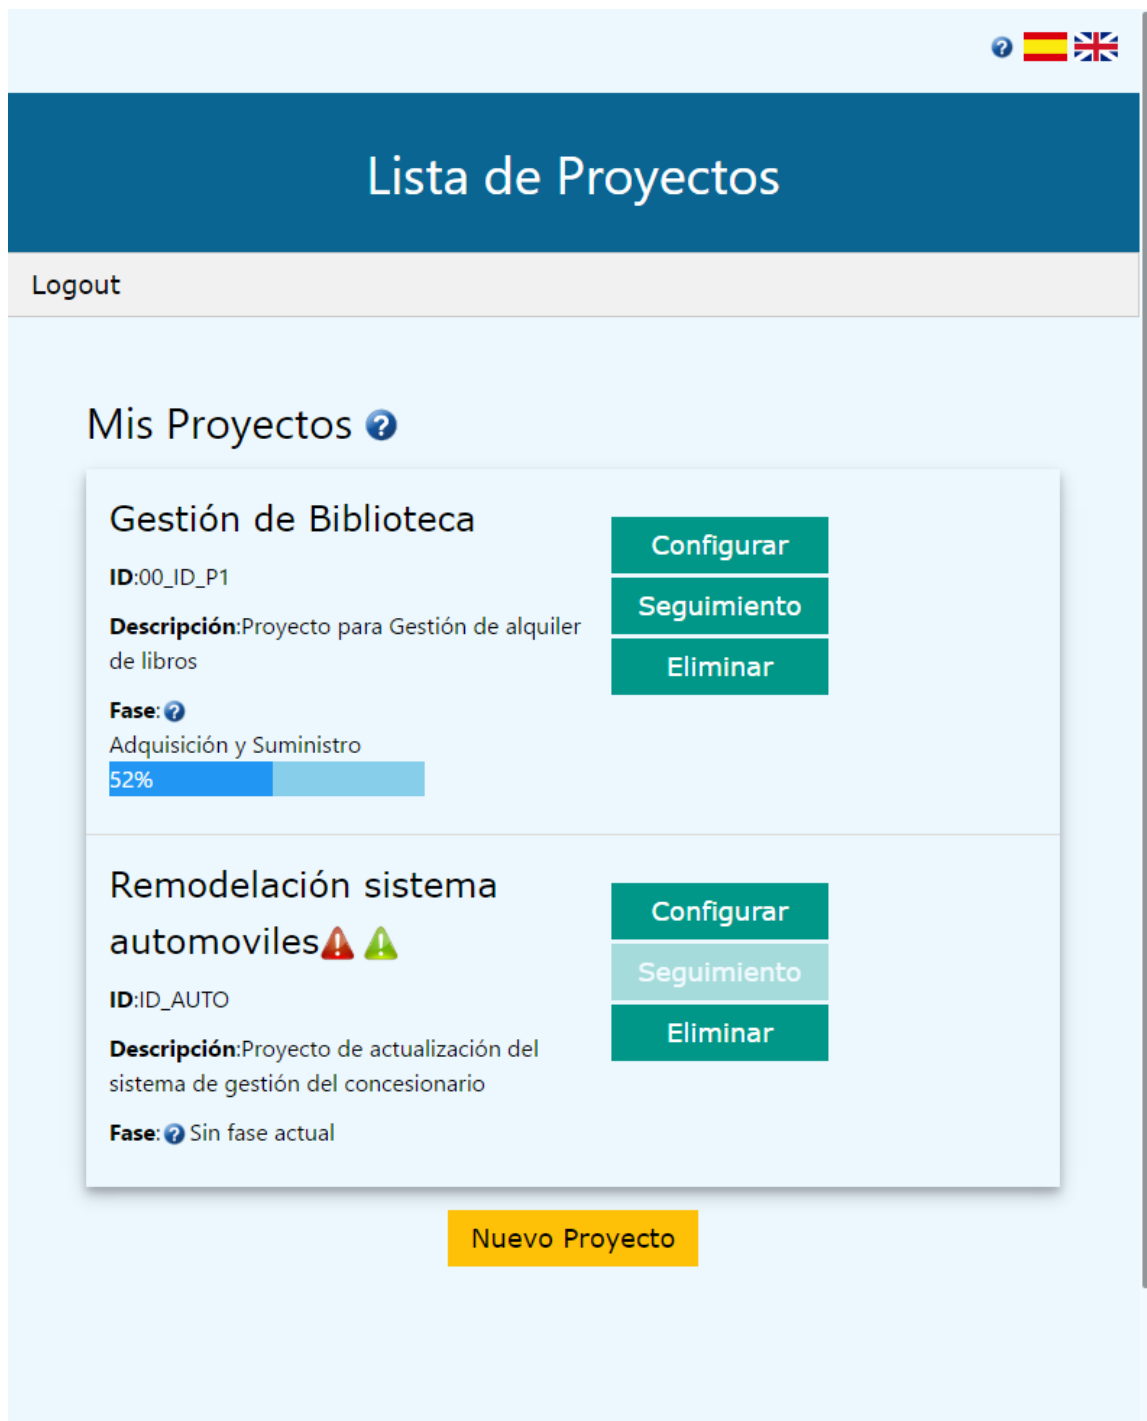 Lista de Proyectos
Logout
Mis Proyectos
Gestión de Biblioteca
ID:00_ID_P1
Descripción:Proyecto para Gestión de alquiler
de libros
Fase:
Adquisición y Suministro
52%
Configurar
Seguimiento
Eliminar
Remodelación sistema
automoviles
ID:ID_AUTO
Descripción:Proyecto de actualización del
sistema de gestión del concesionario
Fase: Sin fase actual
Configurar
Seguimiento
Eliminar
Nuevo Proyecto